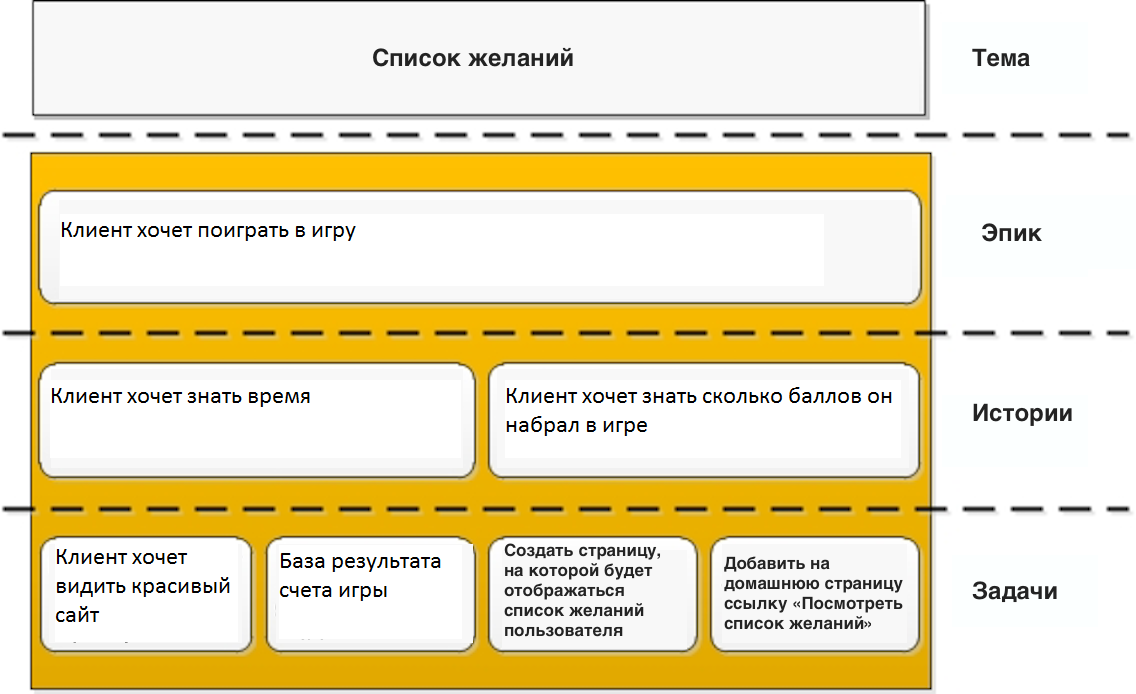 Список желаний
Тема
Клиент хочет поиграть в игру
Эпик
Клиент хочет знать время
Клиент хочет знать сколько баллов он
набрал в игре
Истории
Клиент хочет
видить красивый
сайт
База результата
счета игры
Создать страницу,
на которой будет
отображаться
список желаний
пользователя
Добавить на
домашнюю страницу
ссылку «Посмотреть
список желаний»
Задачи